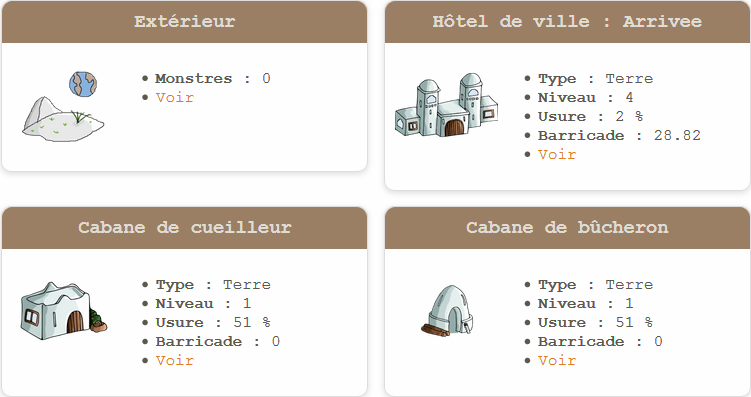 Extérieur
Monstres : 0
Voir
Hôtel de ville : Arrivee
Type : Terre
Niveau : 4
Usure : 2 %
Barricade : 28.82
Voir
Cabane de cueilleur
Type : Terre
Niveau : 1
Usure : 51 %
Barricade : 0
Voir
Cabane de bûcheron
Type : Terre
Niveau : 1
Usure : 51 %
Barricade : 0
Voir